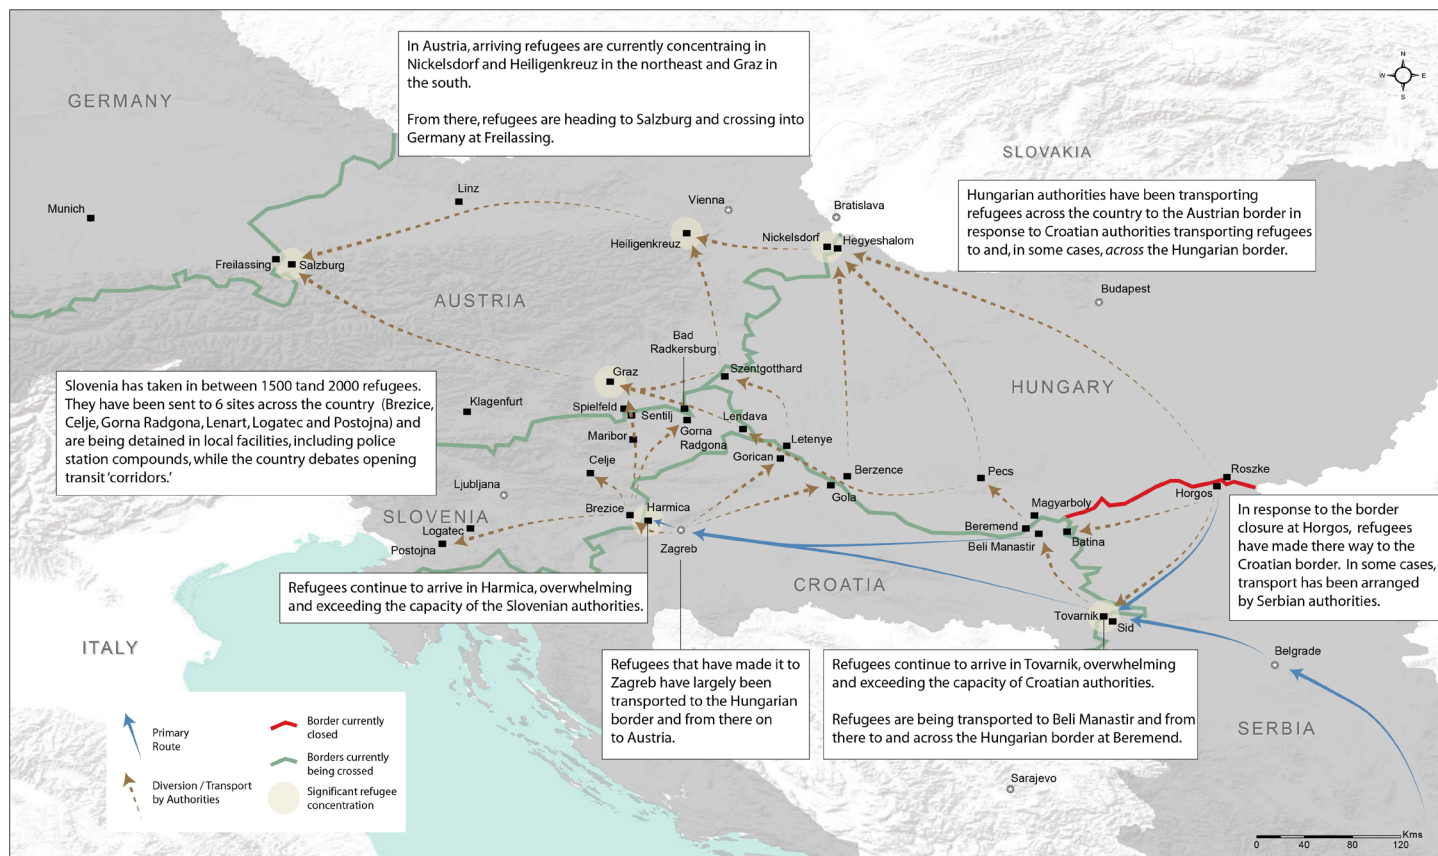 In Austria, arriving refugees are currently concentraing in
Nickelsdorf and Heiligenkreuz in the northeast and Graz in
the south.
From there, refugees are heading to Salzburg and crossing into
Germany at Freilassing.
N
W
E
S
GERMANY
SLOVAKIA
Hungarian authorities have been transporting
refugees across the country to the Austrian border in
response to Croatian authorities transporting refugees
to and, in some cases, across the Hungarian border.
Munich
Linz
Vienna
Bratislava
Heiligenkreuz
Nickelsdorf
Hegyeshalom
Freilassing
Salzburg
AUSTRIA
Budapest
Bad
Radkersburg
Graz
Szentgotthard
HUNGARY
Slovenia has taken in between 1500 tand 2000 refugees.
They have been sent to 6 sites across the country (Brezice,
Celje, Gorna Radgona, Lenart, Logatec and Postojna) and
are being detained in local facilities, including police
station compounds, while the country debates opening
transit ‘corridors.’
Klagenfurt
Spielfeld
Sentilj
Gorna
Radgona
Lendava
Maribor
Letenye
Gorican
Celje
Berzence
Gola
Pecs
Roszke
Horgos
Ljubljana
Brezice
Harmica
Magyarboly
Beremend
Beli Manastir
Batina
SLOVENIA
Logatec
Postojna
Zagreb
In response to the border
closure at Horgos, refugees
have made there way to the
Croatian border. In some cases,
transport has been arranged
by Serbian authorities.
Refugees continue to arrive in Harmica, overwhelming
and exceeding the capacity of the Slovenian authorities.
CROATIA
Tovarnik
Sid
ITALY
Belgrade
Refugees that have made it to
Zagreb have largely been
transported to the Hungarian
border and from there on
to Austria.
Refugees continue to arrive in Tovarnik, overwhelming
and exceeding the capacity of Croatian authorities.
Refugees are being transported to Beli Manastir and from
there to and across the Hungarian border at Beremend.
SERBIA
Sarajevo
Primary
Route
Border currently
closed
Borders currently
being crossed
Diversion / Transport
by Authorities
Significant refugee
concentration
Kms
0 40 80 120